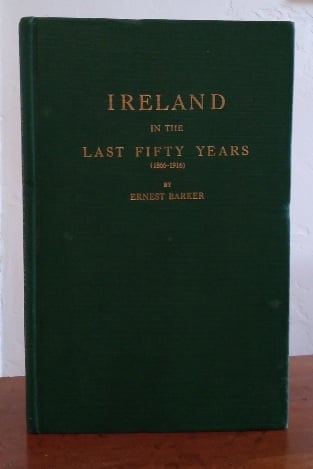 IRELAND
IN THE
LAST FIFTY YEARS
(1866-1916)
BY
ERNEST BARKER